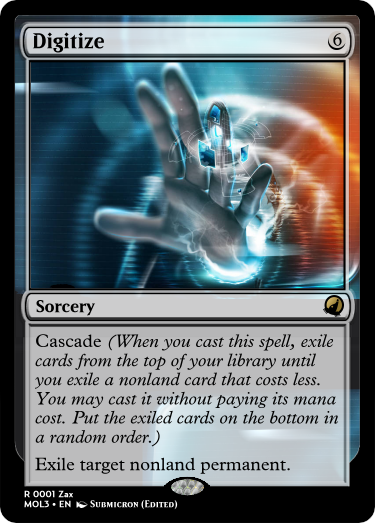 Digitize 6
Sorcery
Cascade (When you cast this spell, exile
cards from the top of your library until
you exile a nonland card that costs less.
You may cast it without paying its mana
cost. Put the exiled cards on the bottom in
a random order.)
Exile target nonland permanent.
R 0001 Zax
MOL3 • EN Submicron (Edited)